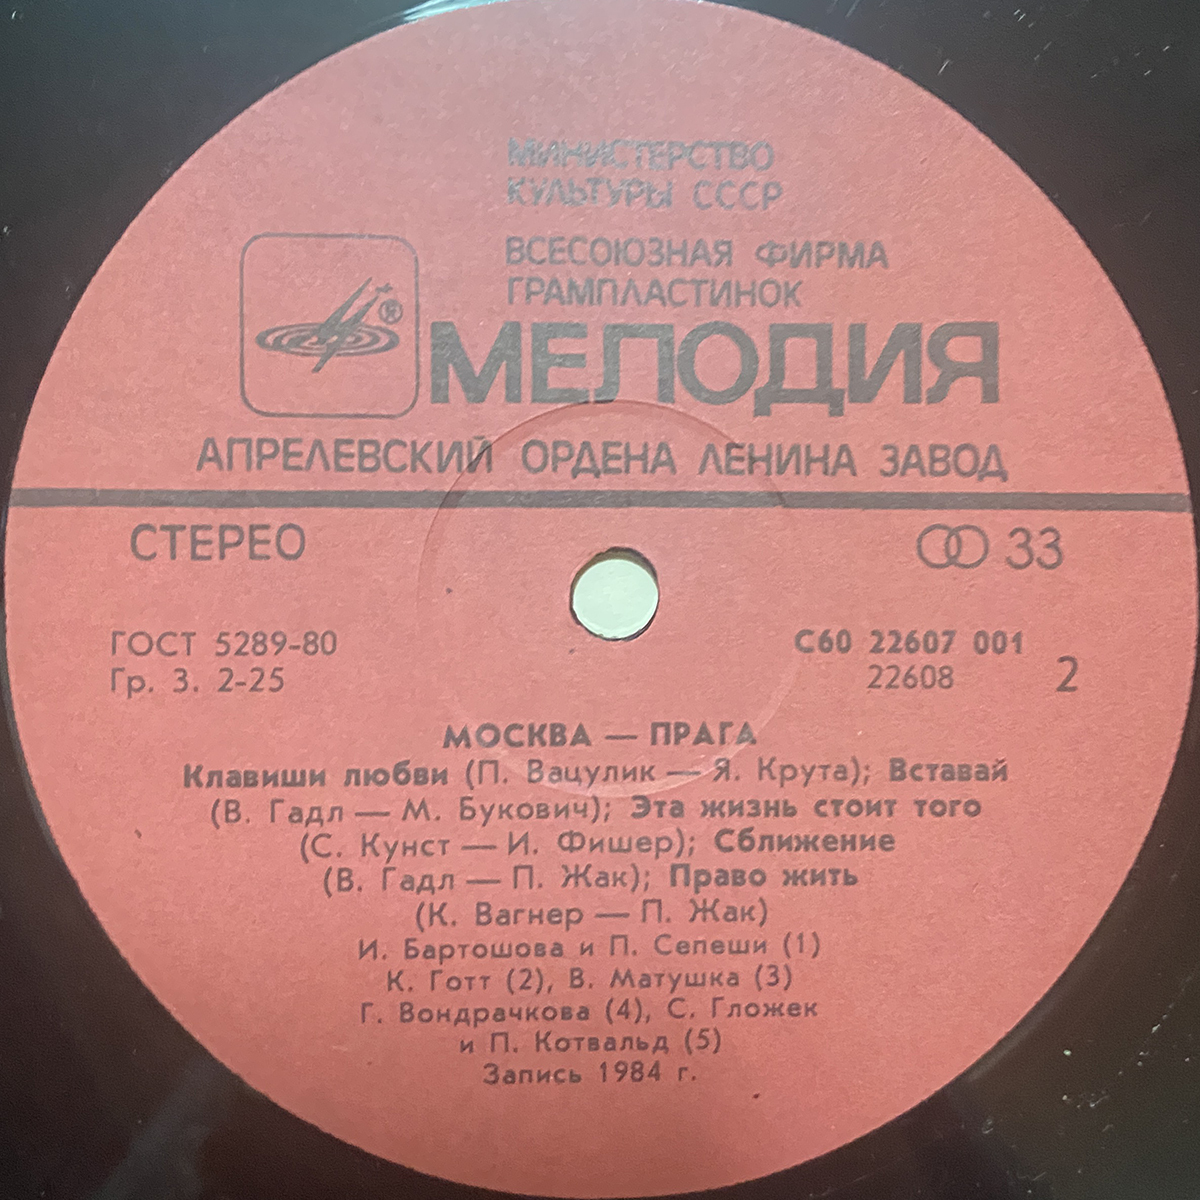 МИНИСТЕРСТВО
КУЛЬТУРЫ СССР
ВСЕСОЮЗНАЯ ФИРМА
ГРАМПЛАСТИНОК
®
МЕЛОДИЯ
АПРЕЛЕВСКИЙ ОРДЕНА ЛЕНИНА ЗАВОД
СТЕРЕО
33
ГОСТ 5289-80
Гр. 3. 2-25
С60 22607 001
22608
2
МОСКВА — ПРАГА
Клавиши любви (П. Вацулик — Я. Крута); Вставай
(В. Гадл — М. Букович); Эта жизнь стоит того
(С. Кунст — И. Фишер); Сближение
(В. Гадл — П. Жак); Право жить
(К. Вагнер — П. Жак)
И. Бартошова и П. Сепеши (1)
К. Готт (2), В. Матушка (3)
Г. Вондрачкова (4), С. Гложек
и П. Котвальд (5)
Запись 1984 г.